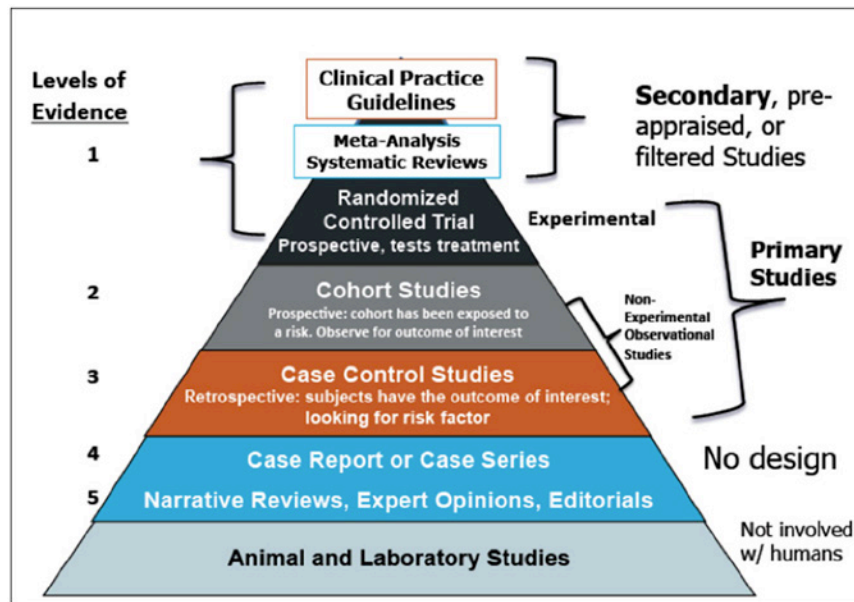 Levels of
Evidence
Clinical Practice
Guidelines
Secondary, pre-
appraised, or
filtered Studies
1
Meta-Analysis
Systematic Reviews
Randomized
Controlled Trial
Prospective, tests treatment
Experimental
Primary
Studies
2
Cohort Studies
Prospective: cohort has been exposed to
a risk. Observe for outcome of interest
Non-
Experimental
Observational
Studies
3
Case Control Studies
Retrospective: subjects have the outcome of interest;
looking for risk factor
4
Case Report or Case Series
No design
5
Narrative Reviews, Expert Opinions, Editorials
Animal and Laboratory Studies
Not involved
w/ humans